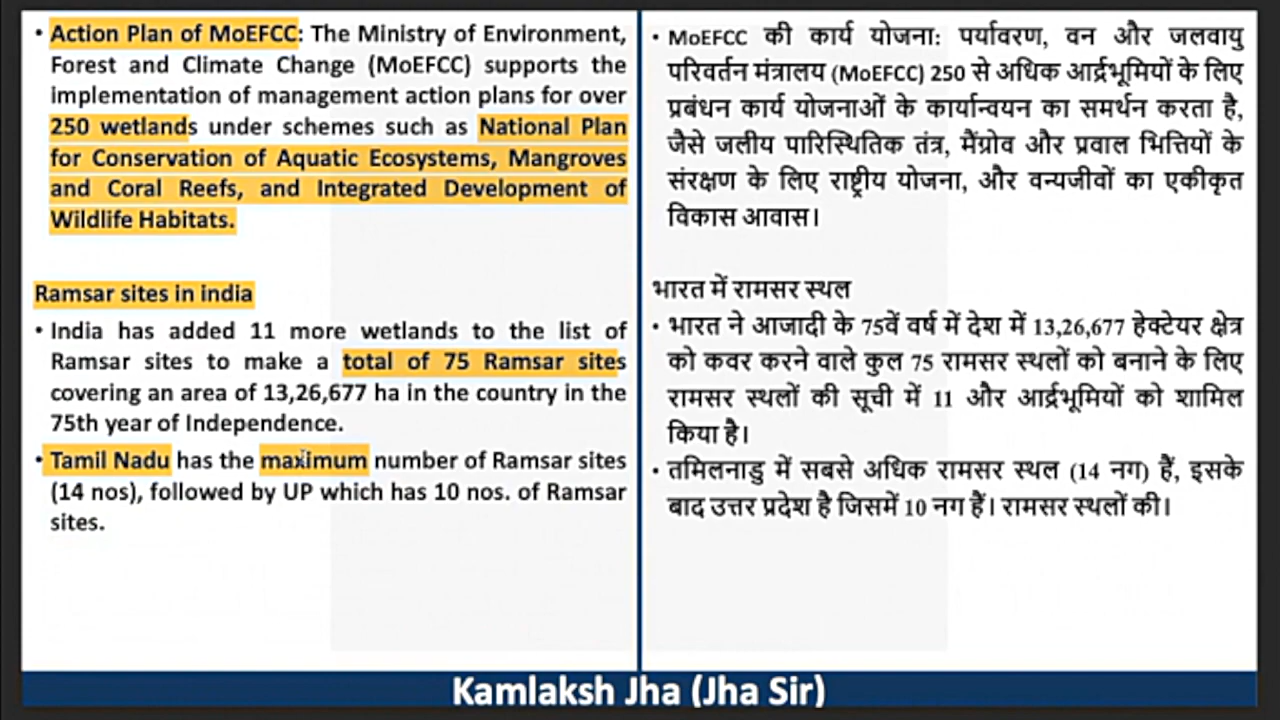 • Action Plan of MoEFCC: The Ministry of Environment,
Forest and Climate Change (MoEFCC) supports the
implementation of management action plans for over
250 wetlands under schemes such as National Plan
for Conservation of Aquatic Ecosystems, Mangroves
and Coral Reefs, and Integrated Development of
Wildlife Habitats.
Ramsar sites in india
• India has added 11 more wetlands to the list of
Ramsar sites to make a total of 75 Ramsar sites
covering an area of 13,26,677 ha in the country in the
75th year of Independence.
• Tamil Nadu has the maximum number of Ramsar sites
(14 nos), followed by UP which has 10 nos. of Ramsar
sites.
• MoEFCC की कार्य योजना: पर्यावरण, वन और जलवायु
परिवर्तन मंत्रालय (MoEFCC) 250 से अधिक आर्द्रभूमियों के लिए
प्रबंधन कार्य योजनाओं के कार्यान्वयन का समर्थन करता है,
जैसे जलीय पारिस्थितिक तंत्र, मैंग्रोव और प्रवाल भित्तियों के
संरक्षण के लिए राष्ट्रीय योजना, और वन्यजीवों का एकीकृत
विकास आवास।
भारत में रामसर स्थल
• भारत ने आजादी के 75वें वर्ष में देश में 13,26,677 हेक्टेयर क्षेत्र
को कवर करने वाले कुल 75 रामसर स्थलों को बनाने के लिए
रामसर स्थलों की सूची में 11 और आर्द्रभूमियों को शामिल
किया है।
• तमिलनाडु में सबसे अधिक रामसर स्थल (14 नग) हैं, इसके
बाद उत्तर प्रदेश है जिसमें 10 नग हैं। रामसर स्थलों की।
Kamlaksh Jha (Jha Sir)